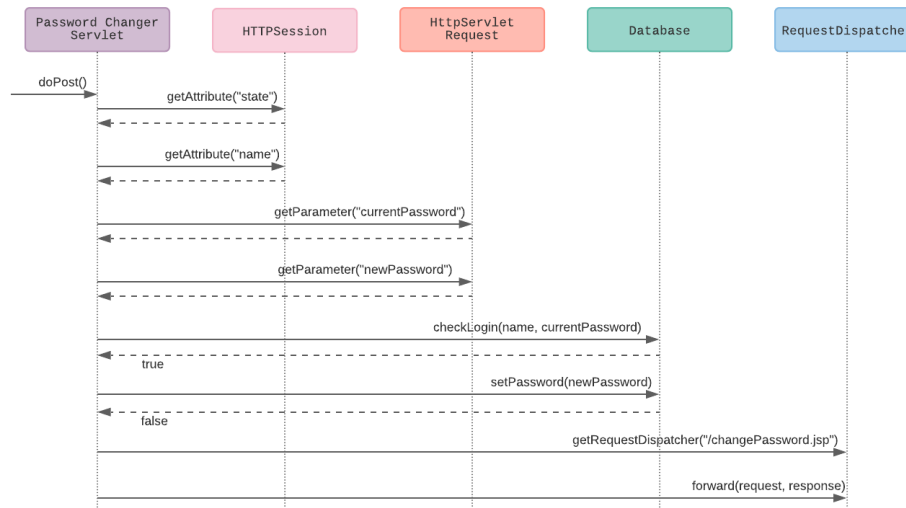 Password Changer
Servlet
HTTPSession
HttpServlet
Request
Database
RequestDispatche
doPost()
getAttribute("state")
getAttribute("name")
getParameter("currentPassword")
getParameter("newPassword")
checkLogin(name, currentPassword)
true
setPassword(newPassword)
false
getRequestDispatcher("/changePassword.jsp")
forward(request, response)